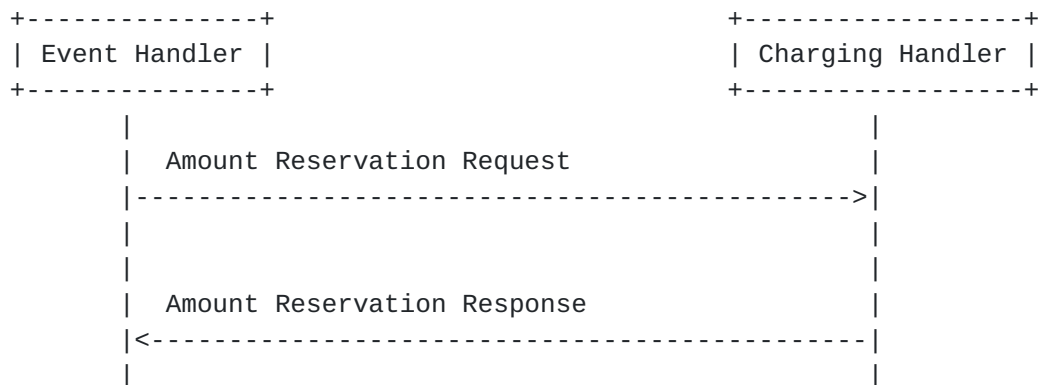 Event Handler
Charging Handler
Amount Reservation Request
Amount Reservation Response